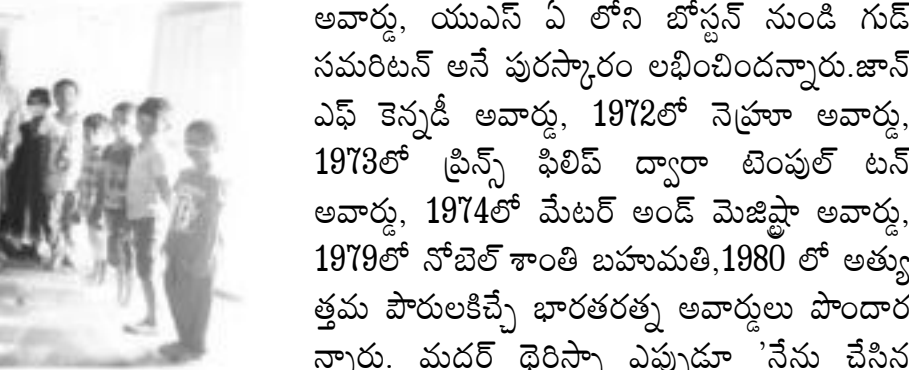 అవార్డు, యుఎస్ ఏ లోని బోస్టన్ నుండి గుడ్
సమరిటన్ అనే పురస్కారం లభించిందన్నారు.జాన్
ఎఫ్ కెన్నడీ అవార్డు, 1972లో నెహ్రూ అవార్డు,
1973లో ప్రిన్స్ ఫిలిప్ ద్వారా టెంపుల్ టన్
అవార్డు, 1974లో మేటర్ అండ్ మెజిష్ట్రా అవార్డు,
1979లో నోబెల్ శాంతి బహుమతి,1980 లో అత్యు
త్తమ పౌరులకిచ్చే భారతరత్న అవార్డులు పొందార
న్నారు. మదర్ థెరిస్సా ఎప్పుడూ 'నేను చేసిన